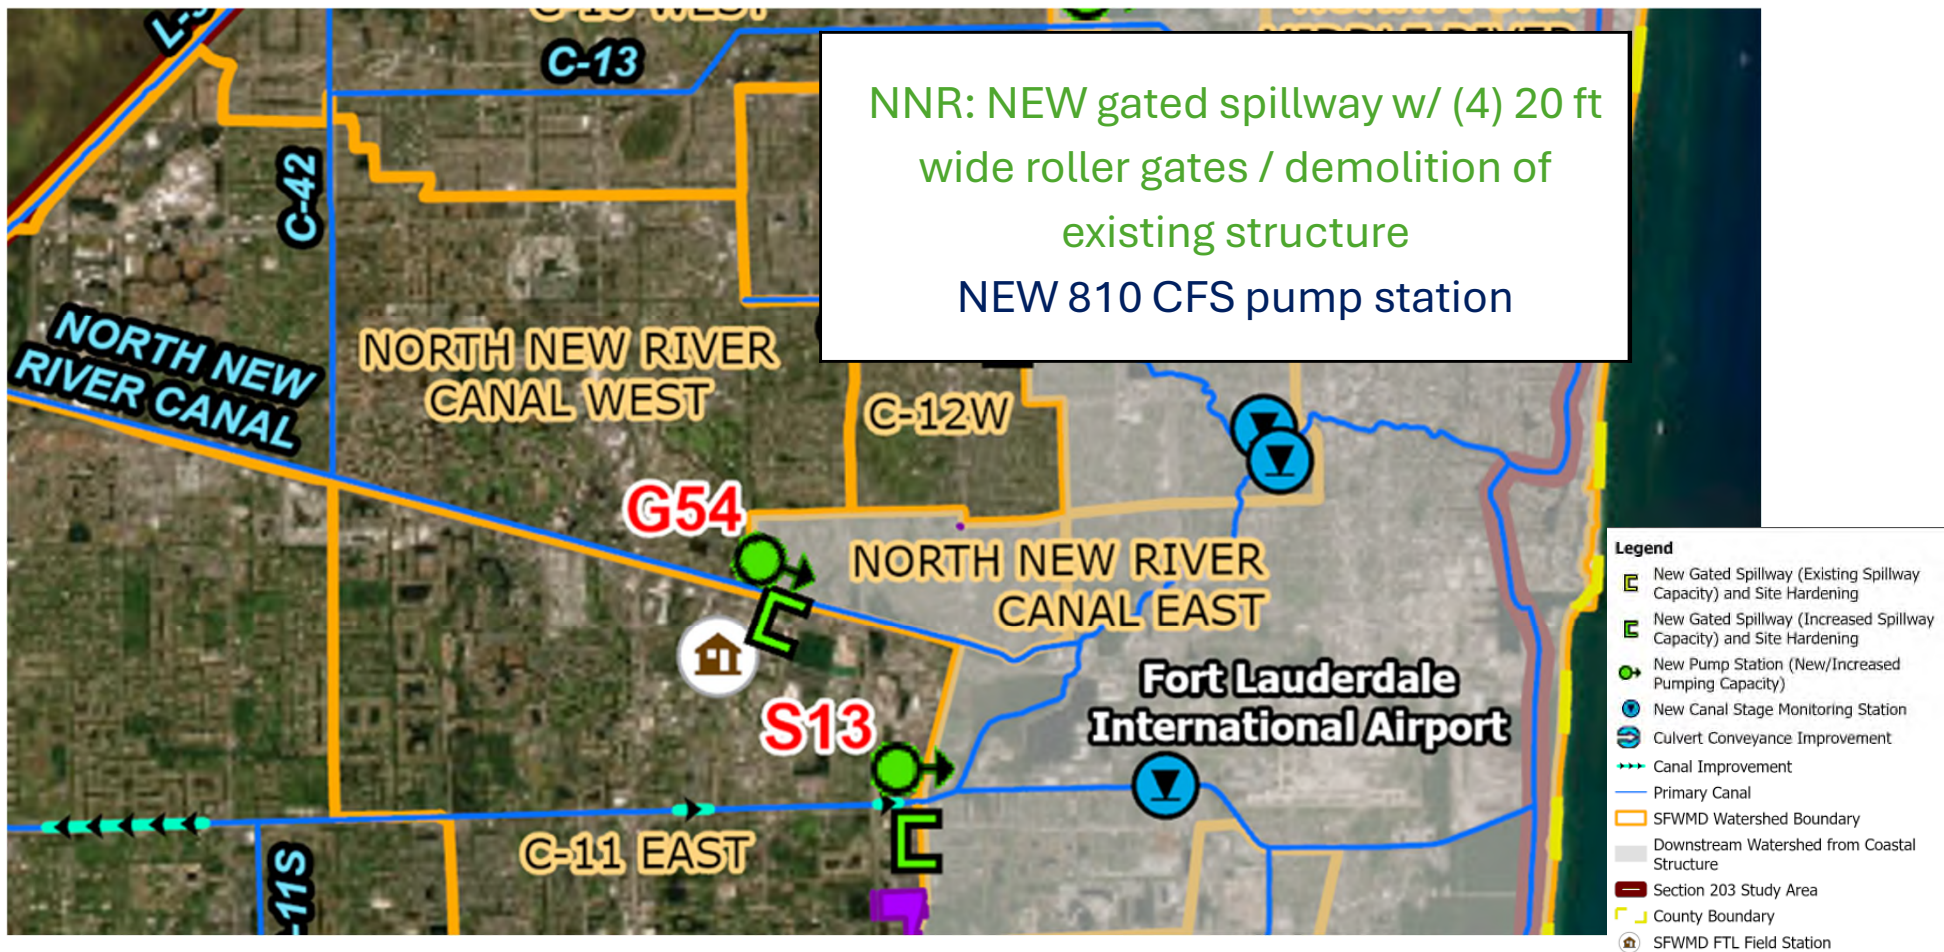 C-13 WEST
L-3
C-13
NNR: NEW gated spillway w/ (4) 20 ft
wide roller gates / demolition of
existing structure
NEW 810 CFS pump station
C-42
NORTH NEW
RIVER CANAL
NORTH NEW RIVER
CANAL WEST
C-12W
G54
NORTH NEW RIVER
CANAL EAST
S13
Fort Lauderdale
International Airport
C-11 EAST
-11S
Legend
New Gated Spillway (Existing Spillway
Capacity) and Site Hardening
New Gated Spillway (Increased Spillway
Capacity) and Site Hardening
New Pump Station (New/Increased
Pumping Capacity)
New Canal Stage Monitoring Station
Culvert Conveyance Improvement
Canal Improvement
Primary Canal
SFWMD Watershed Boundary
Downstream Watershed from Coastal
Structure
Section 203 Study Area
County Boundary
SFWMD FTL Field Station